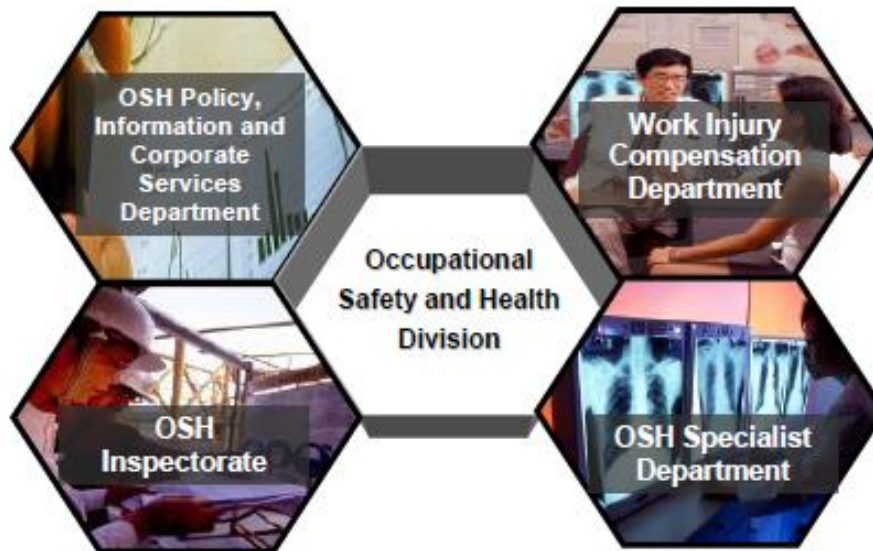 OSH Policy,
Information and
Corporate
Services
Department
Work Injury
Compensation
Department
Occupational
Safety and Health
Division
OSH
Inspectorate
OSH Specialist
Department